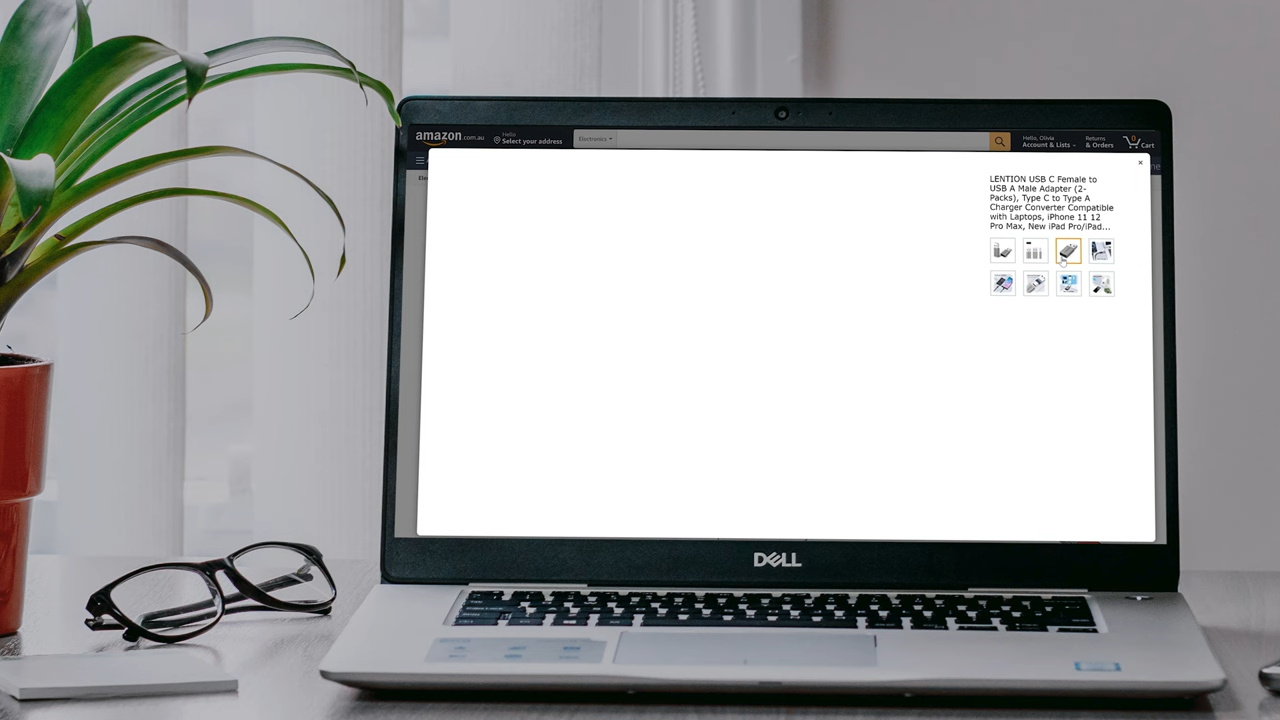 amazon.com.au
Hello
Select your address
Electronics
Hello, Olivia
Account & Lists
Returns
& Orders
0
Cart
LENTION USB C Female to
USB A Male Adapter (2-
Packs), Type C to Type A
Charger Converter Compatible
with Laptops, iPhone 11 12
Pro Max, New iPad Pro/iPad...
DELL